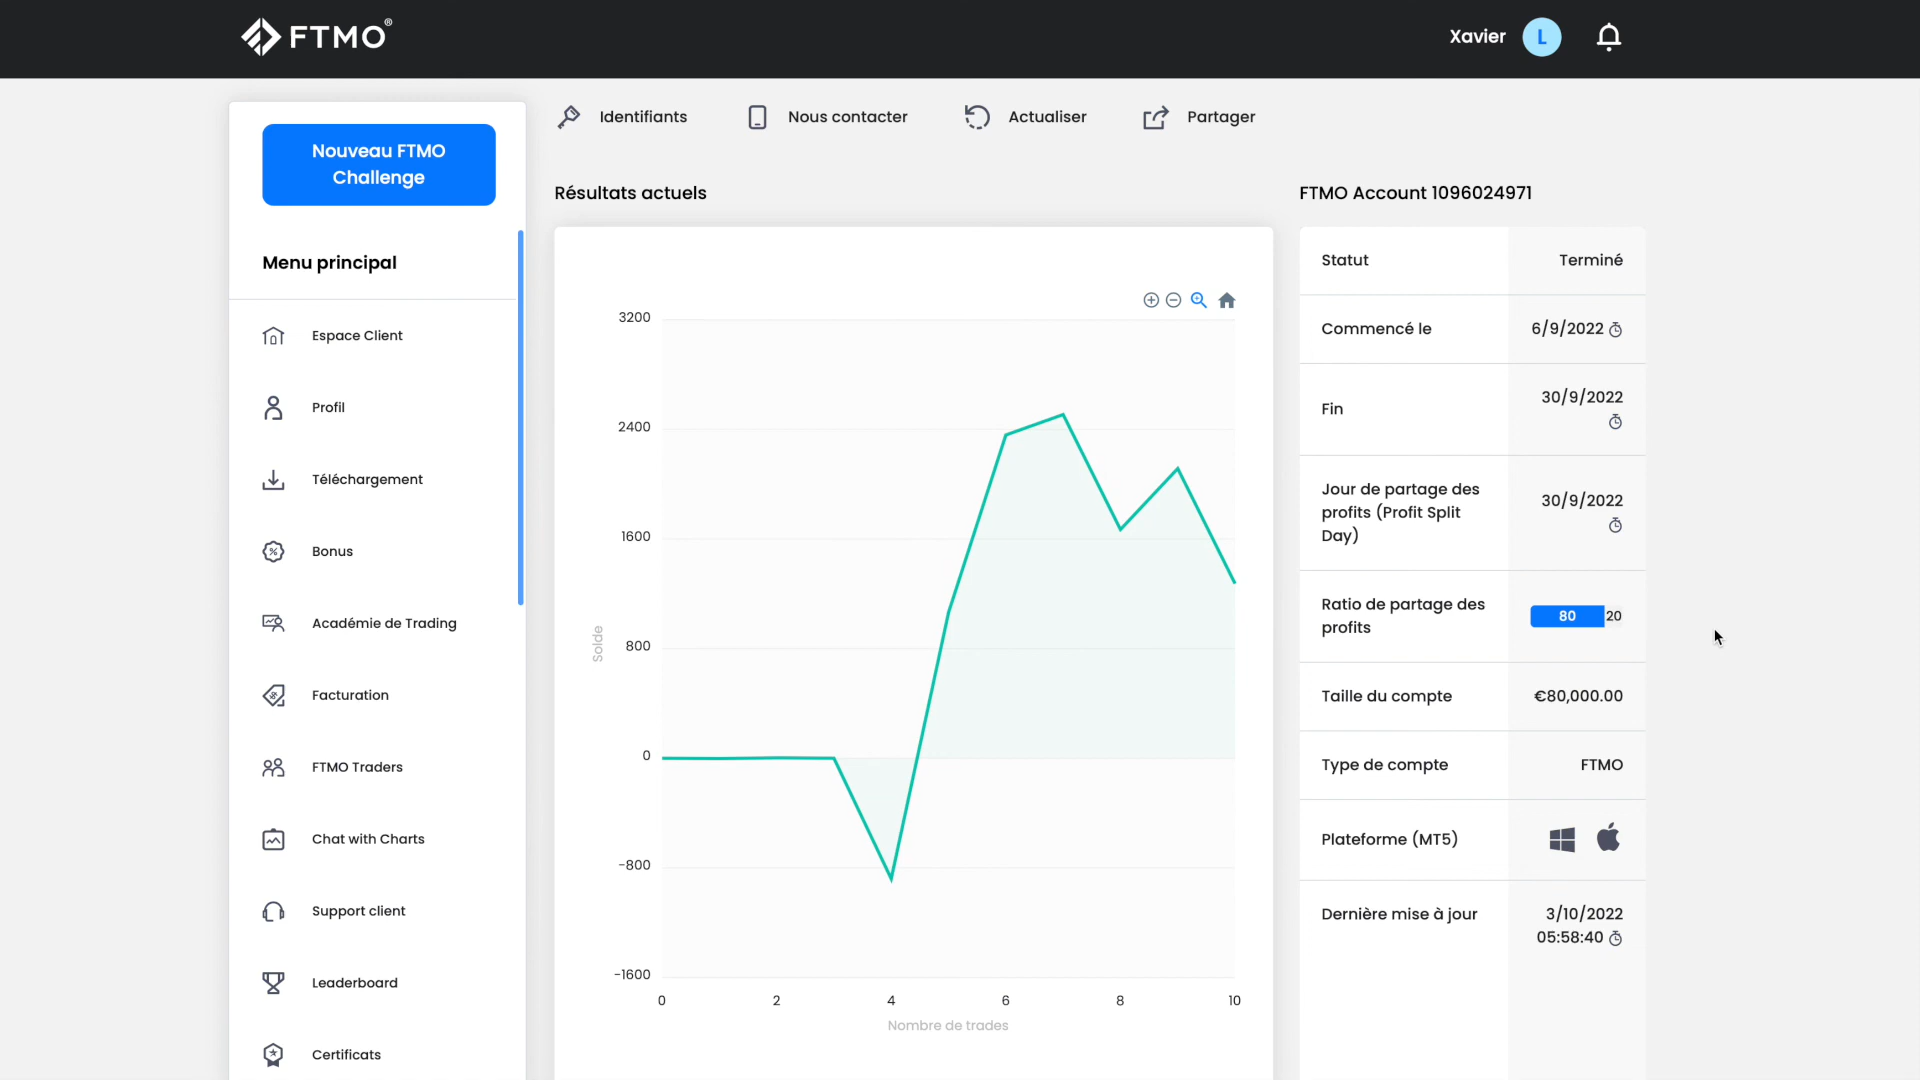 FTMO®
Xavier
L
Nouveau FTMO
Challenge
Menu principal
Espace Client
Profil
Téléchargement
Bonus
Académie de Trading
Facturation
FTMO Traders
Chat with Charts
Support client
Leaderboard
Certificats
Identifiants
Nous contacter
Actualiser
Partager
Résultats actuels
3200
2400
1600
800
0
-800
-1600
Solde
0
2
4
6
8
10
Nombre de trades
FTMO Account 1096024971
Statut
Terminé
Commencé le
6/9/2022
Fin
30/9/2022
Jour de partage des
profits (Profit Split
Day)
30/9/2022
Ratio de partage des
profits
80
20
Taille du compte
€80,000.00
Type de compte
FTMO
Plateforme (MT5)
Dernière mise à jour
3/10/2022
05:58:40